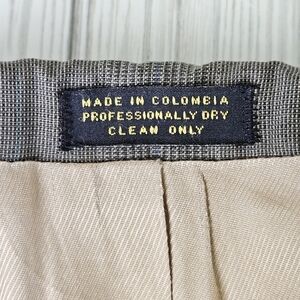 MADE IN COLOMBIA
PROFESSIONALLY DRY
CLEAN ONLY